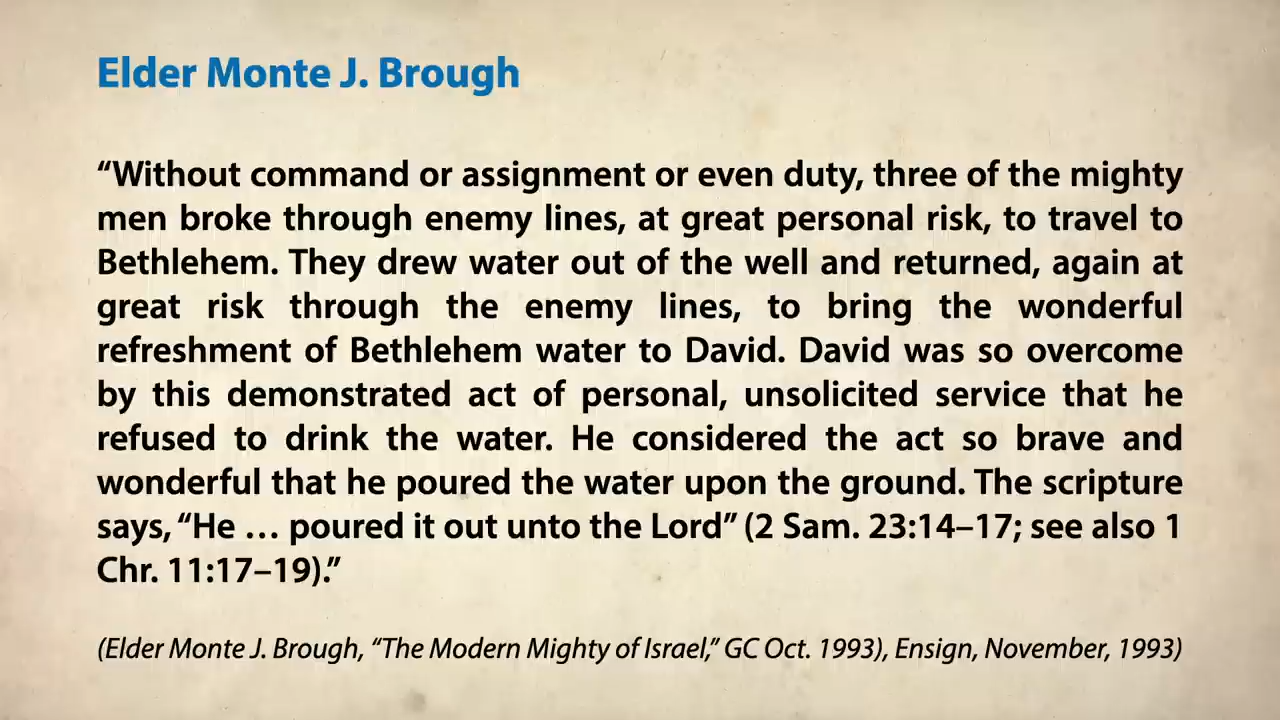 Elder Monte J. Brough
“Without command or assignment or even duty, three of the mighty
men broke through enemy lines, at great personal risk, to travel to
Bethlehem. They drew water out of the well and returned, again at
great risk through the enemy lines, to bring the wonderful
refreshment of Bethlehem water to David. David was so overcome
by this demonstrated act of personal, unsolicited service that he
refused to drink the water. He considered the act so brave and
wonderful that he poured the water upon the ground. The scripture
says, “He … poured it out unto the Lord” (2 Sam. 23:14–17; see also 1
Chr. 11:17–19).”
(Elder Monte J. Brough, “The Modern Mighty of Israel,” GC Oct. 1993), Ensign, November, 1993)